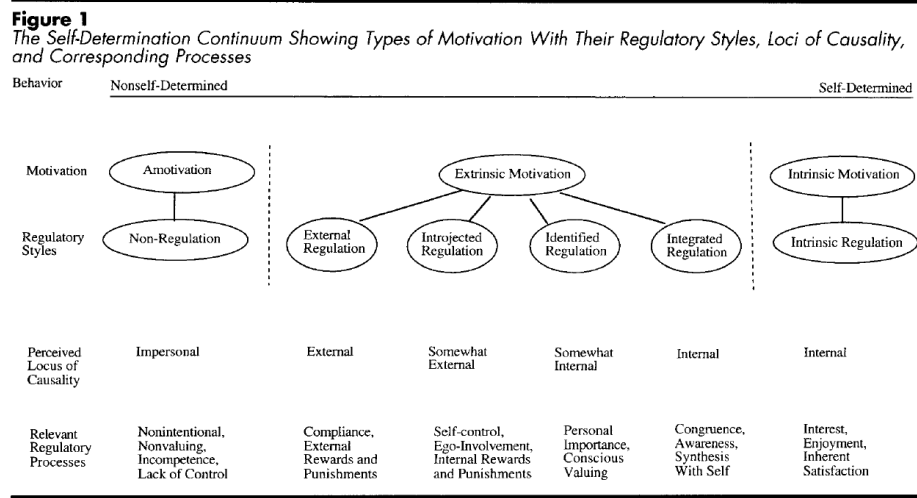 Figure 1
The Self-Determination Continuum Showing Types of Motivation With Their Regulatory Styles, Loci of Causality,
and Corresponding Processes
Behavior Nonself-Determined Self-Determined
Motivation Amotivation Extrinsic Motivation Intrinsic Motivation
Regulatory
Styles
Non-Regulation
External
Regulation
Introjected
Regulation
Identified
Regulation
Integrated
Regulation
Intrinsic Regulation
Perceived
Locus of
Causality
Impersonal
External
Somewhat
External
Somewhat
Internal
Internal
Internal
Relevant
Regulatory
Processes
Nonintentional,
Nonvaluing,
Incompetence,
Lack of Control
Compliance,
External
Rewards and
Punishments
Self-control,
Ego-Involvement,
Internal Rewards
and Punishments
Personal
Importance,
Conscious
Valuing
Congruence,
Awareness,
Synthesis
With Self
Interest,
Enjoyment,
Inherent
Satisfaction